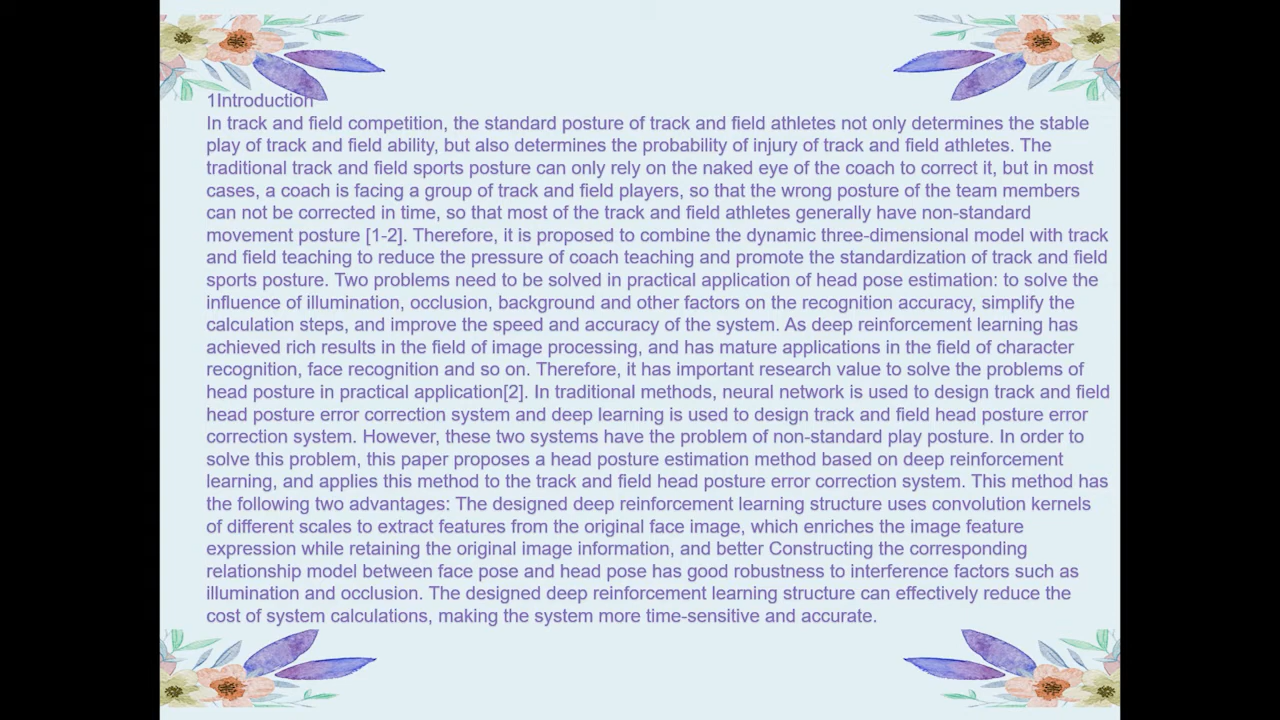 1Introduction
In track and field competition, the standard posture of track and field athletes not only determines the stable
play of track and field ability, but also determines the probability of injury of track and field athletes. The
traditional track and field sports posture can only rely on the naked eye of the coach to correct it, but in most
cases, a coach is facing a group of track and field players, so that the wrong posture of the team members
can not be corrected in time, so that most of the track and field athletes generally have non-standard
movement posture [1-2]. Therefore, it is proposed to combine the dynamic three-dimensional model with track
and field teaching to reduce the pressure of coach teaching and promote the standardization of track and field
sports posture. Two problems need to be solved in practical application of head pose estimation: to solve the
influence of illumination, occlusion, background and other factors on the recognition accuracy, simplify the
calculation steps, and improve the speed and accuracy of the system. As deep reinforcement learning has
achieved rich results in the field of image processing, and has mature applications in the field of character
recognition, face recognition and so on. Therefore, it has important research value to solve the problems of
head posture in practical application[2]. In traditional methods, neural network is used to design track and field
head posture error correction system and deep learning is used to design track and field head posture error
correction system. However, these two systems have the problem of non-standard play posture. In order to
solve this problem, this paper proposes a head posture estimation method based on deep reinforcement
learning, and applies this method to the track and field head posture error correction system. This method has
the following two advantages: The designed deep reinforcement learning structure uses convolution kernels
of different scales to extract features from the original face image, which enriches the image feature
expression while retaining the original image information, and better Constructing the corresponding
relationship model between face pose and head pose has good robustness to interference factors such as
illumination and occlusion. The designed deep reinforcement learning structure can effectively reduce the
cost of system calculations, making the system more time-sensitive and accurate.